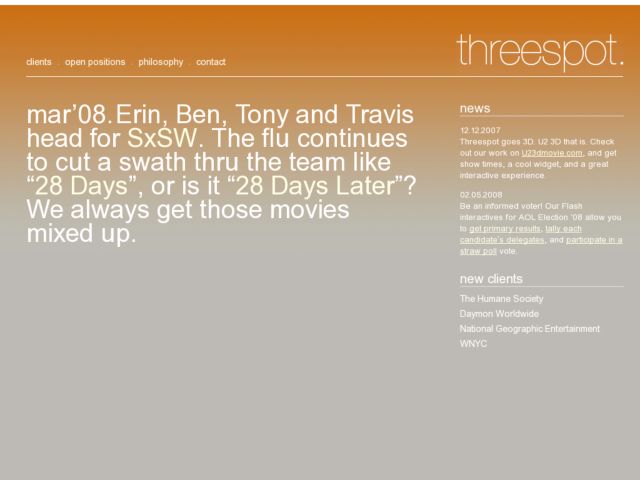 clients . open positions . philosophy . contact
threespot.
mar’08. Erin, Ben, Tony and Travis
head for SxSW. The flu continues
to cut a swath thru the team like
“28 Days”, or is it “28 Days Later”?
We always get those movies
mixed up.
news
12.12.2007
Threespot goes 3D. U2 3D that is. Check
out our work on U23dmovie.com, and get
show times, a cool widget, and a great
interactive experience.
02.05.2008
Be an informed voter! Our Flash
interactives for AOL Election ’08 allow you
to get primary results, tally each
candidate’s delegates, and participate in a
straw poll vote.
new clients
The Humane Society
Daymon Worldwide
National Geographic Entertainment
WNYC